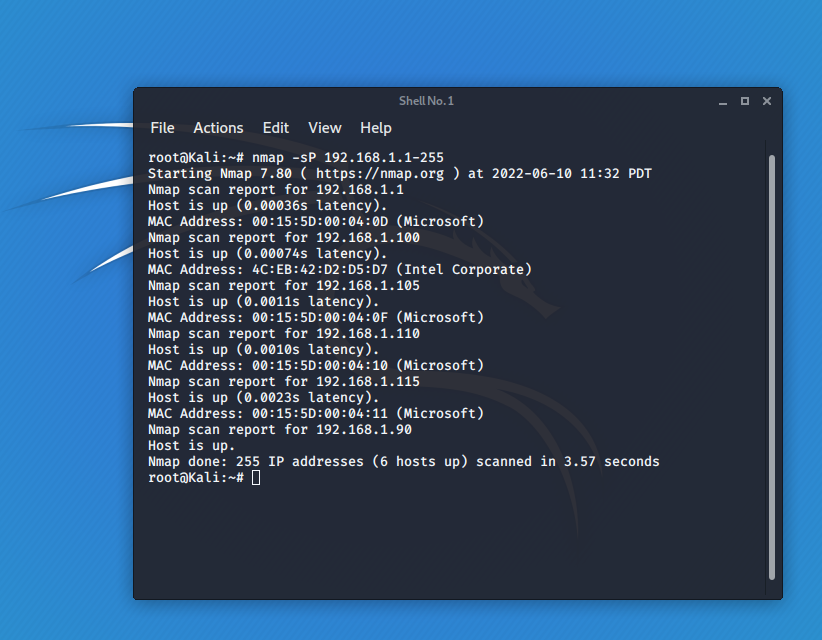 Shell No. 1
File Actions Edit View Help
root@Kali:~# nmap -sP 192.168.1.1-255
Starting Nmap 7.80 ( https://nmap.org ) at 2022-06-10 11:32 PDT
Nmap scan report for 192.168.1.1
Host is up (0.00036s latency).
MAC Address: 00:15:5D:00:04:0D (Microsoft)
Nmap scan report for 192.168.1.100
Host is up (0.00074s latency).
MAC Address: 4C:EB:42:D2:D5:D7 (Intel Corporate)
Nmap scan report for 192.168.1.105
Host is up (0.0011s latency).
MAC Address: 00:15:5D:00:04:0F (Microsoft)
Nmap scan report for 192.168.1.110
Host is up (0.0010s latency).
MAC Address: 00:15:5D:00:04:10 (Microsoft)
Nmap scan report for 192.168.1.115
Host is up (0.0023s latency).
MAC Address: 00:15:5D:00:04:11 (Microsoft)
Nmap scan report for 192.168.1.90
Host is up.
Nmap done: 255 IP addresses (6 hosts up) scanned in 3.57 seconds
root@Kali:~#